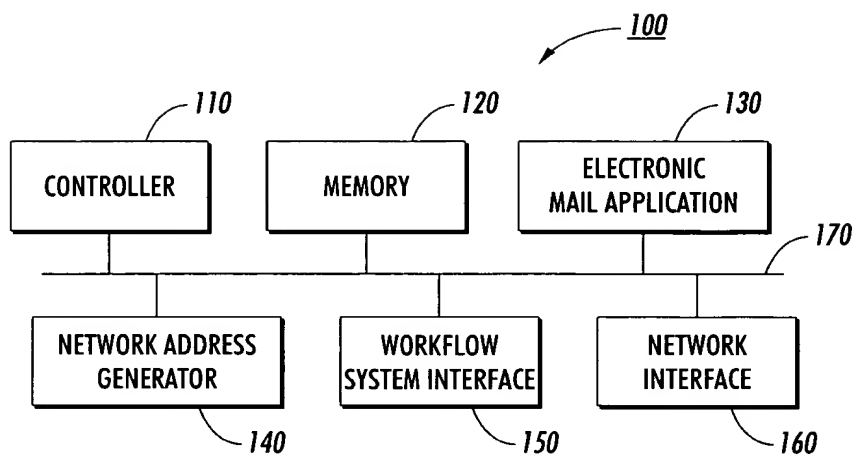 100
110
120
130
CONTROLLER
MEMORY
ELECTRONIC
MAIL APPLICATION
170
NETWORK ADDRESS
GENERATOR
WORKFLOW
SYSTEM INTERFACE
NETWORK
INTERFACE
140
150
160